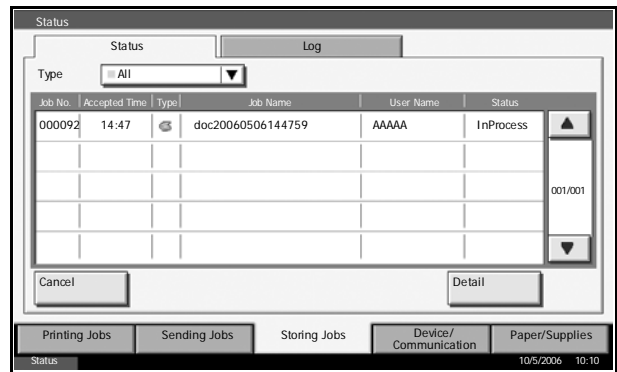 Status
Status Log
Type All
Job No. Accepted Time Type Job Name User Name Status
000092 14:47 doc20060506144759 AAAAA InProcess
001/001
Cancel Detail
Printing Jobs Sending Jobs Storing Jobs Device/ Communication Paper/Supplies
Status 10/5/2006 10:10